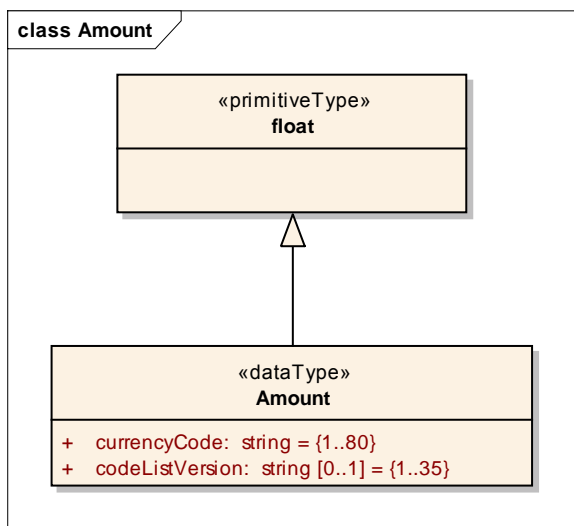 class Amount
«primitiveType»
float
«dataType»
Amount
+ currencyCode: string = {1..80}
+ codeListVersion: string [0..1] = {1..35}